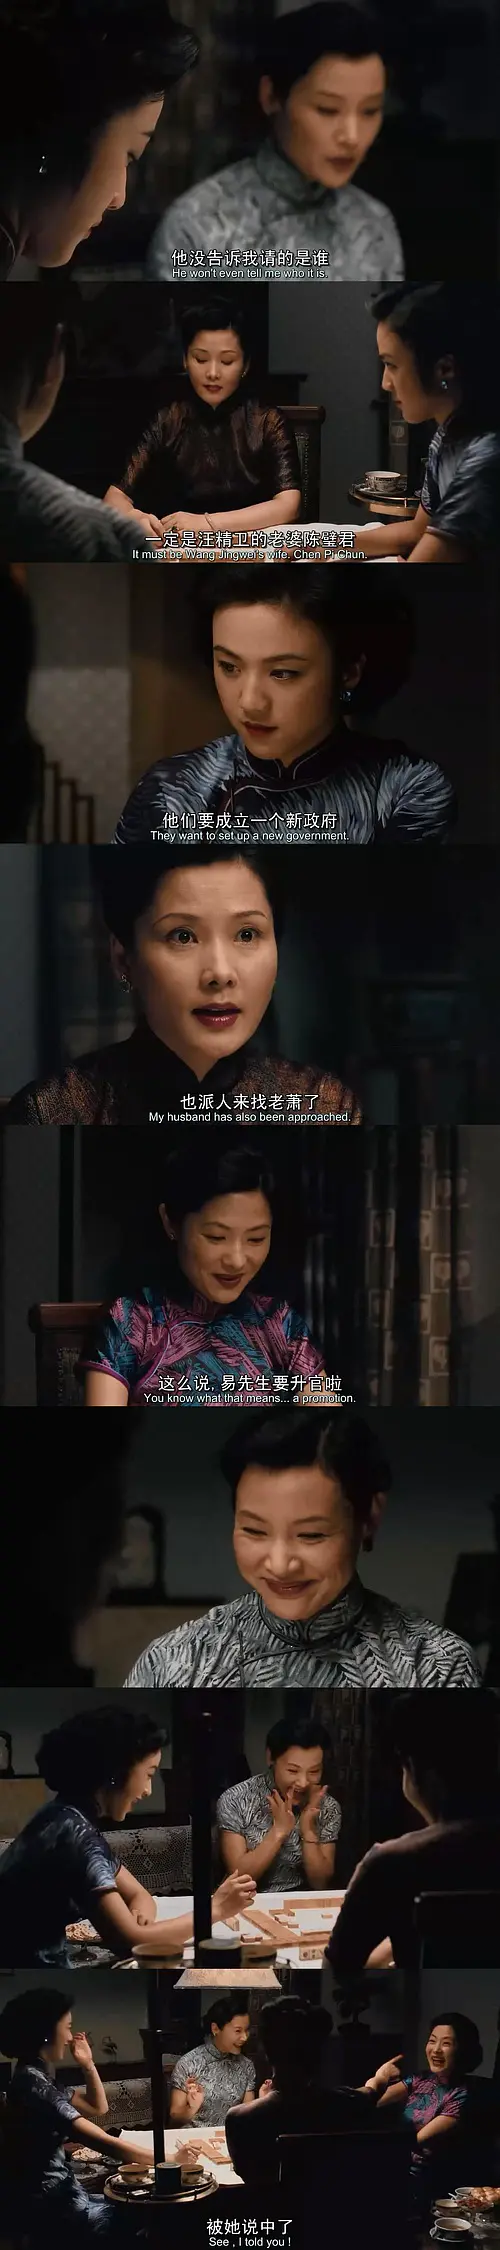 他没告诉我请的是谁
He won't even tell me who it is.
一定是汪精卫的老婆陈璧君
It must be Wang Jingwei's wife. Chen Pi Chun.
他们要成立一个新政府
They want to set up a new government.
也派人来找老萧了
My husband has also been approached.
这么说, 易先生要升官啦
You know what that means... a promotion.
被她说中了
See , I told you !